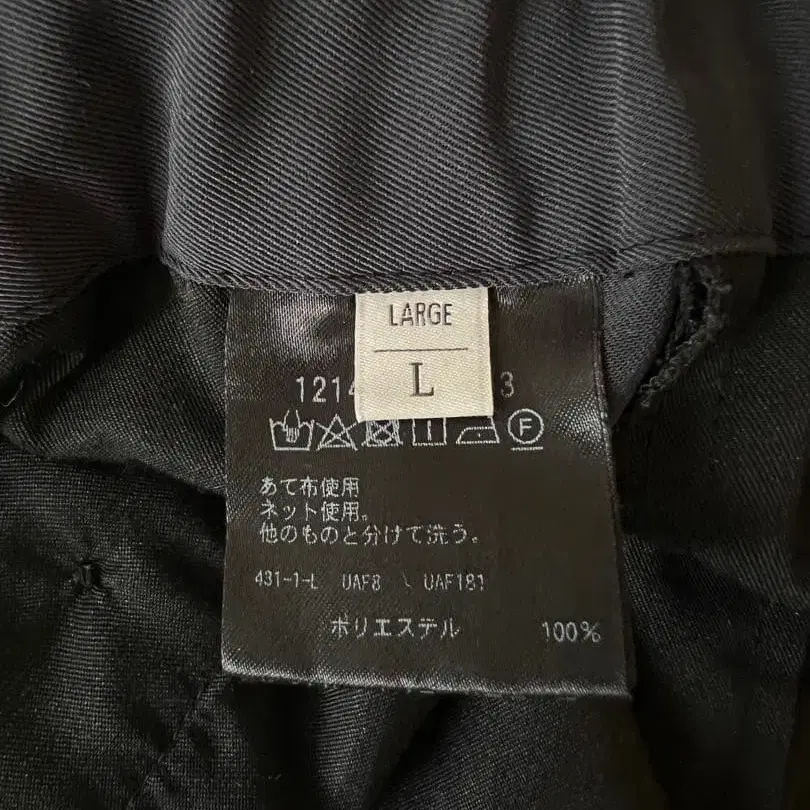 LARGE
L
1214 3
F
あて布使用
ネット使用。
他のものと分けて洗う。
431-1-L UAF8 UAF181
ポリエステル 100%